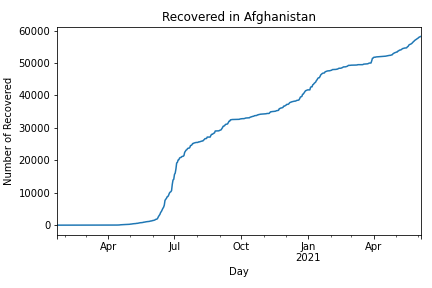 Recovered in Afghanistan
Number of Recovered
60000
50000
40000
30000
20000
10000
0
Apr
Jul
Oct
Jan
2021
Apr
Day